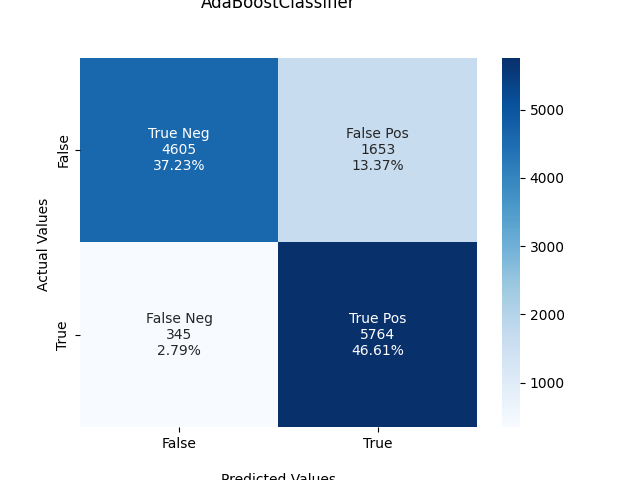 AdaBoostClassifier
True Neg
4605
37.23%
False Pos
1653
13.37%
False Neg
345
2.79%
True Pos
5764
46.61%
False
True
Actual Values
False
True
Predicted Values
5000
4000
3000
2000
1000